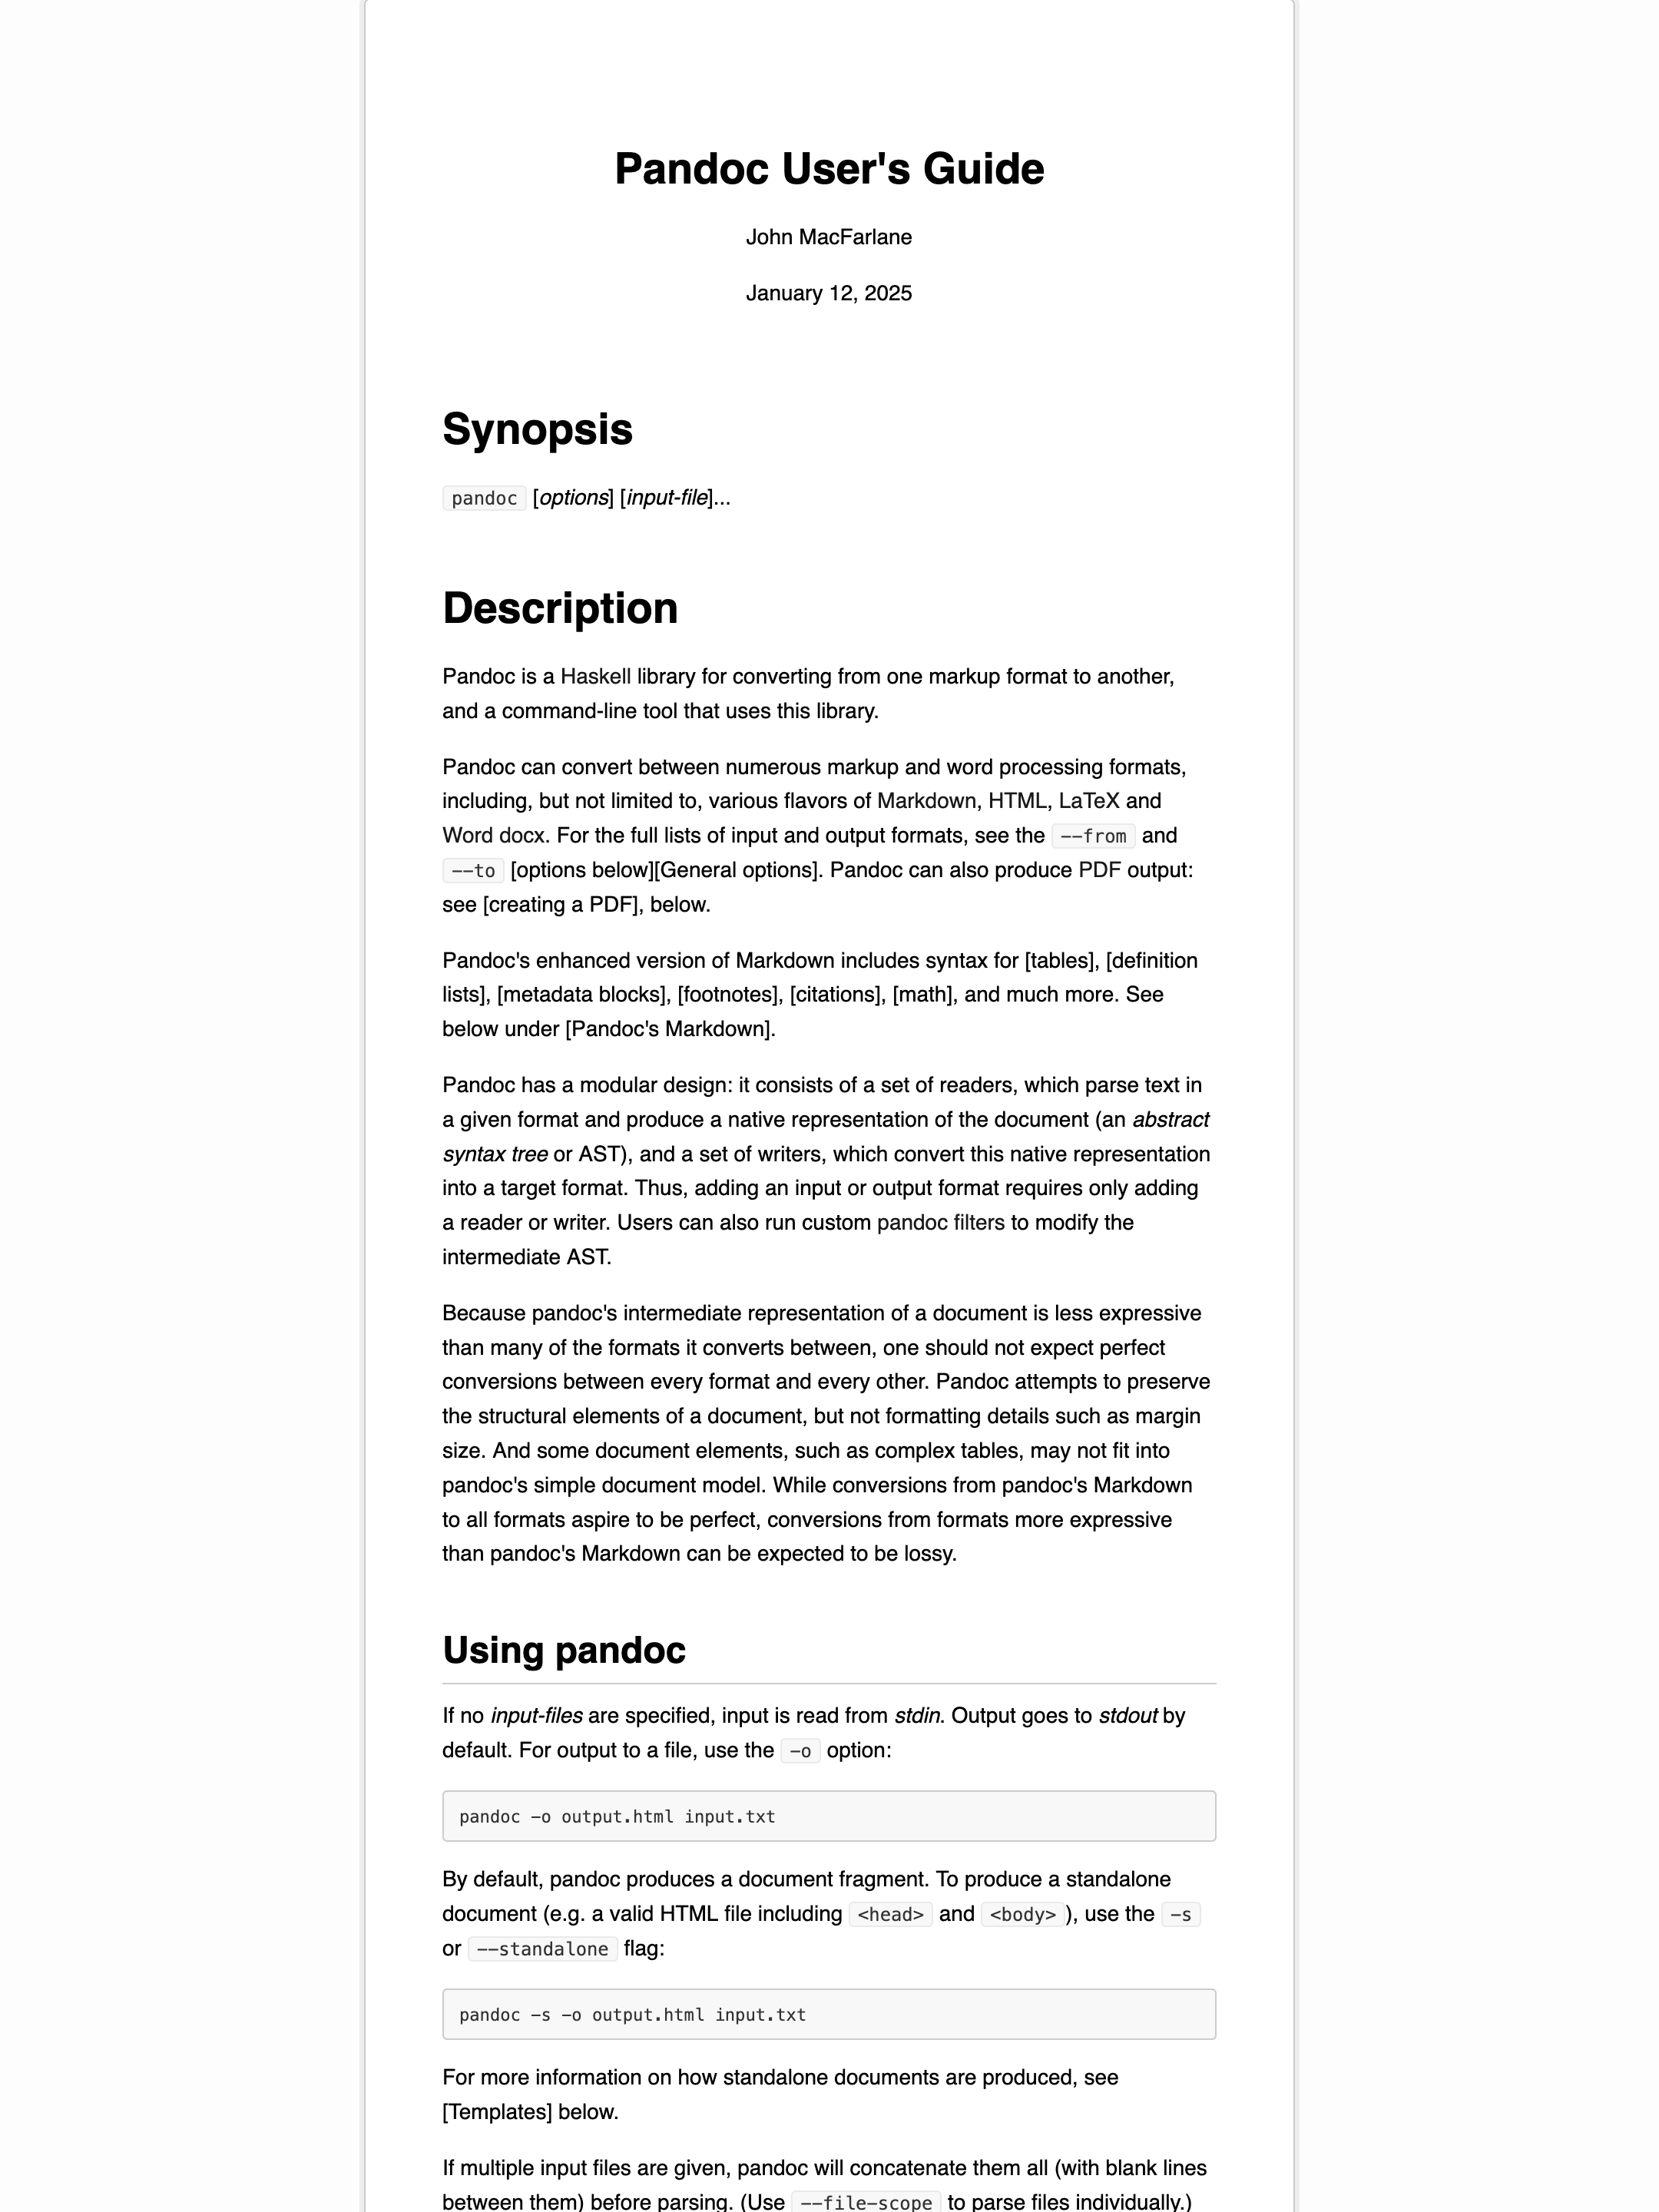 Pandoc User's Guide
John MacFarlane
January 12, 2025
Synopsis
pandoc [options] [input-file]...
Description
Pandoc is a Haskell library for converting from one markup format to another,
and a command-line tool that uses this library.
Pandoc can convert between numerous markup and word processing formats,
including, but not limited to, various flavors of Markdown, HTML, LaTeX and
Word docx. For the full lists of input and output formats, see the --from and
--to [options below][General options]. Pandoc can also produce PDF output:
see [creating a PDF], below.
Pandoc's enhanced version of Markdown includes syntax for [tables], [definition
lists], [metadata blocks], [footnotes], [citations], [math], and much more. See
below under [Pandoc's Markdown].
Pandoc has a modular design: it consists of a set of readers, which parse text in
a given format and produce a native representation of the document (an abstract
syntax tree or AST), and a set of writers, which convert this native representation
into a target format. Thus, adding an input or output format requires only adding
a reader or writer. Users can also run custom pandoc filters to modify the
intermediate AST.
Because pandoc's intermediate representation of a document is less expressive
than many of the formats it converts between, one should not expect perfect
conversions between every format and every other. Pandoc attempts to preserve
the structural elements of a document, but not formatting details such as margin
size. And some document elements, such as complex tables, may not fit into
pandoc's simple document model. While conversions from pandoc's Markdown
to all formats aspire to be perfect, conversions from formats more expressive
than pandoc's Markdown can be expected to be lossy.
Using pandoc
If no input-files are specified, input is read from stdin. Output goes to stdout by
default. For output to a file, use the -o option:
pandoc -o output.html input.txt
By default, pandoc produces a document fragment. To produce a standalone
document (e.g. a valid HTML file including <head> and <body>), use the -s
or --standalone flag:
pandoc -s -o output.html input.txt
For more information on how standalone documents are produced, see
[Templates] below.
If multiple input files are given, pandoc will concatenate them all (with blank lines
between them) before parsing. (Use --file-scope to parse files individually.)